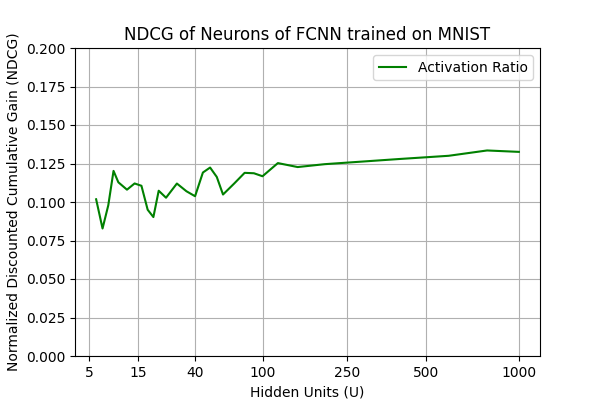 NDCG of Neurons of FCNN trained on MNIST
Normalized Discounted Cumulative Gain (NDCG)
0.200
0.175
0.150
0.125
0.100
0.075
0.050
0.025
0.000
Activation Ratio
5 15 40 100 250 500 1000
Hidden Units (U)